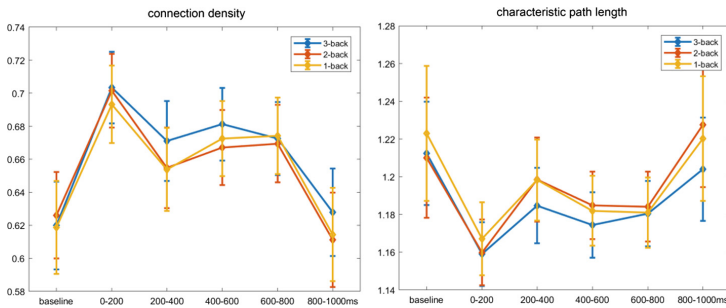 connection density
0.74
0.72
0.7
0.68
0.66
0.64
0.62
0.6
0.58
3-back
2-back
1-back
baseline 0-200 200-400 400-600 600-800 800-1000ms
characteristic path length
1.28
1.26
1.24
1.22
1.2
1.18
1.16
1.14
3-back
2-back
1-back
baseline 0-200 200-400 400-600 600-800 800-1000ms